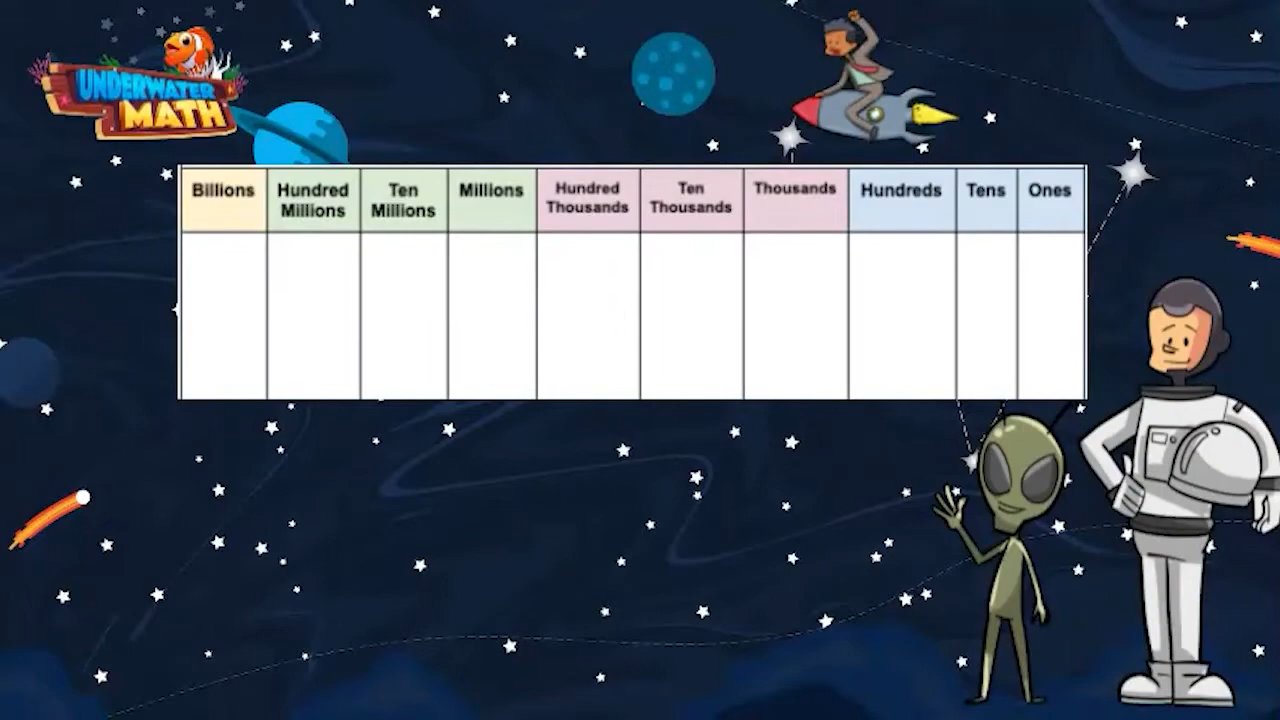 UNDERWATER
MATH
Billions
Hundred
Millions
Ten
Millions
Millions
Hundred
Thousands
Ten
Thousands
Thousands
Hundreds
Tens
Ones